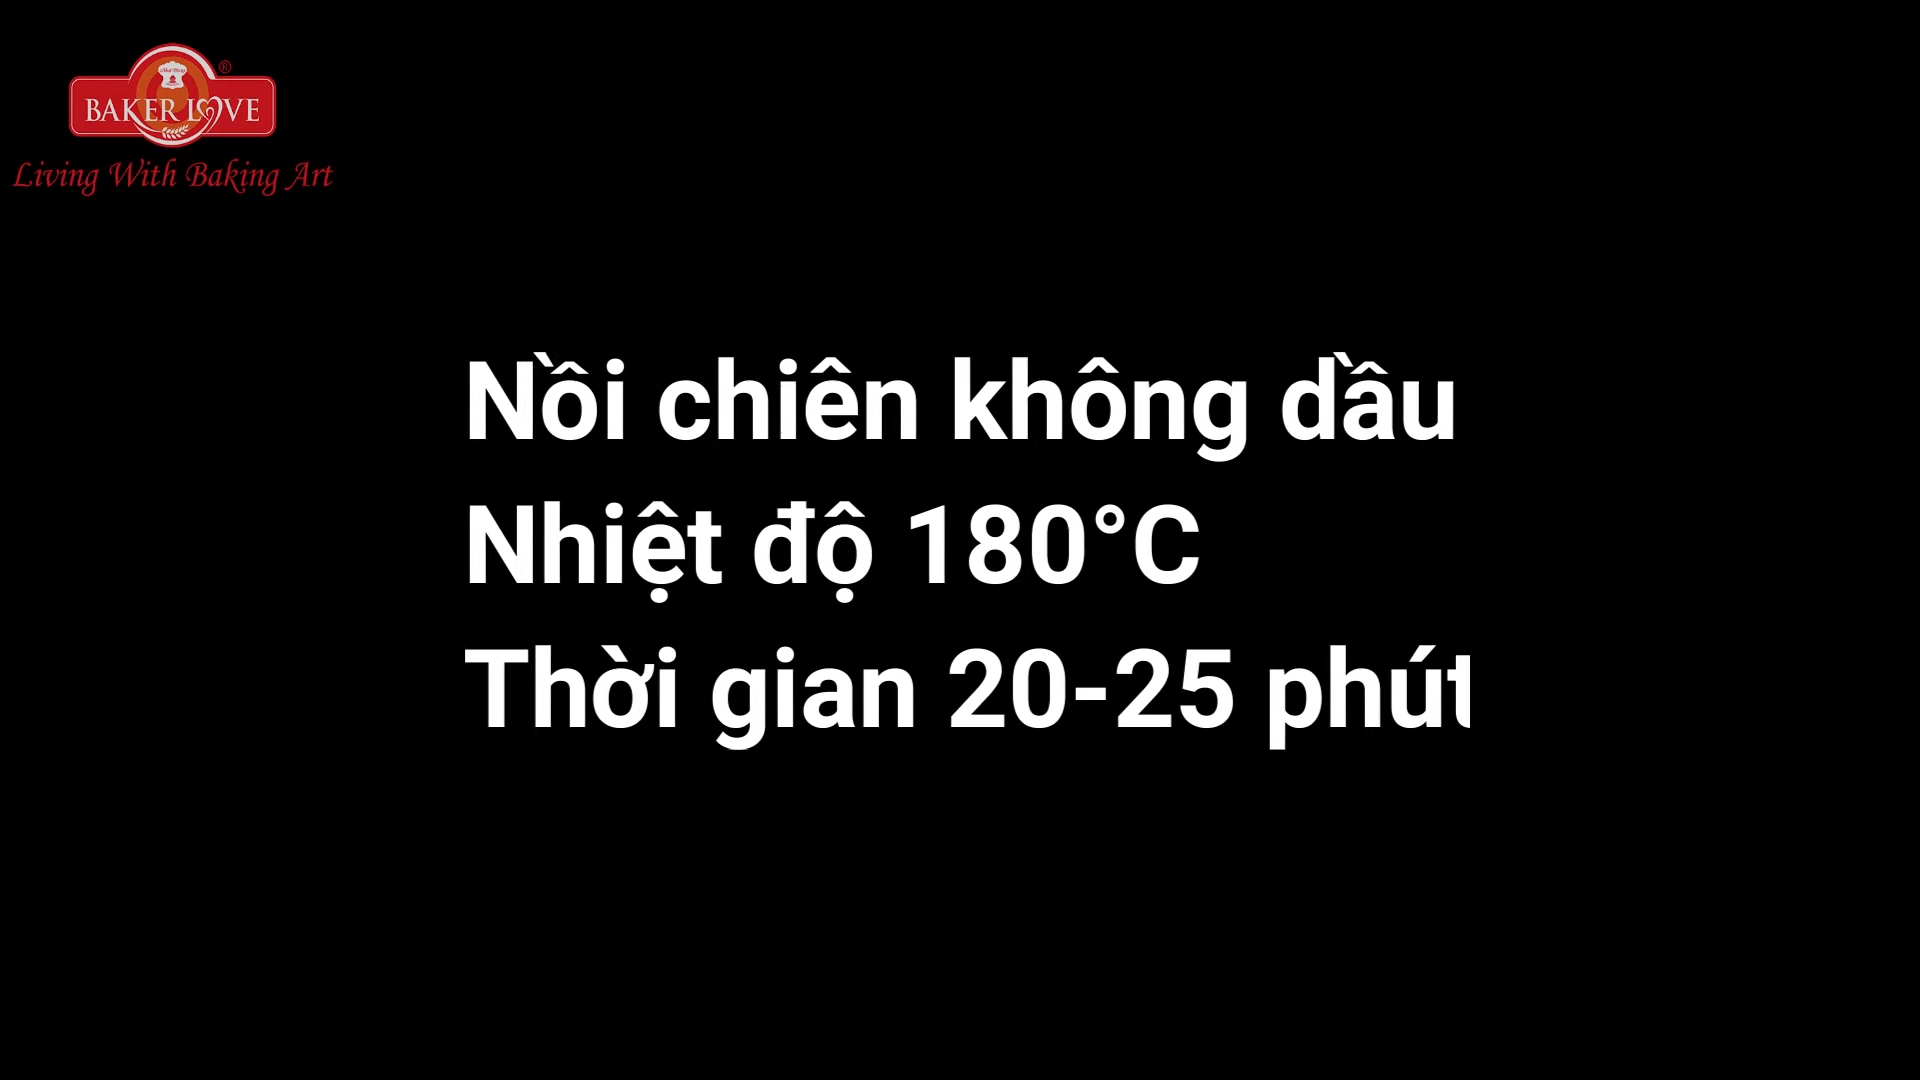 BAKER LOVE ®
Living With Baking Art
Nồi chiên không dầu
Nhiệt độ 180°C
Thời gian 20-25 phút